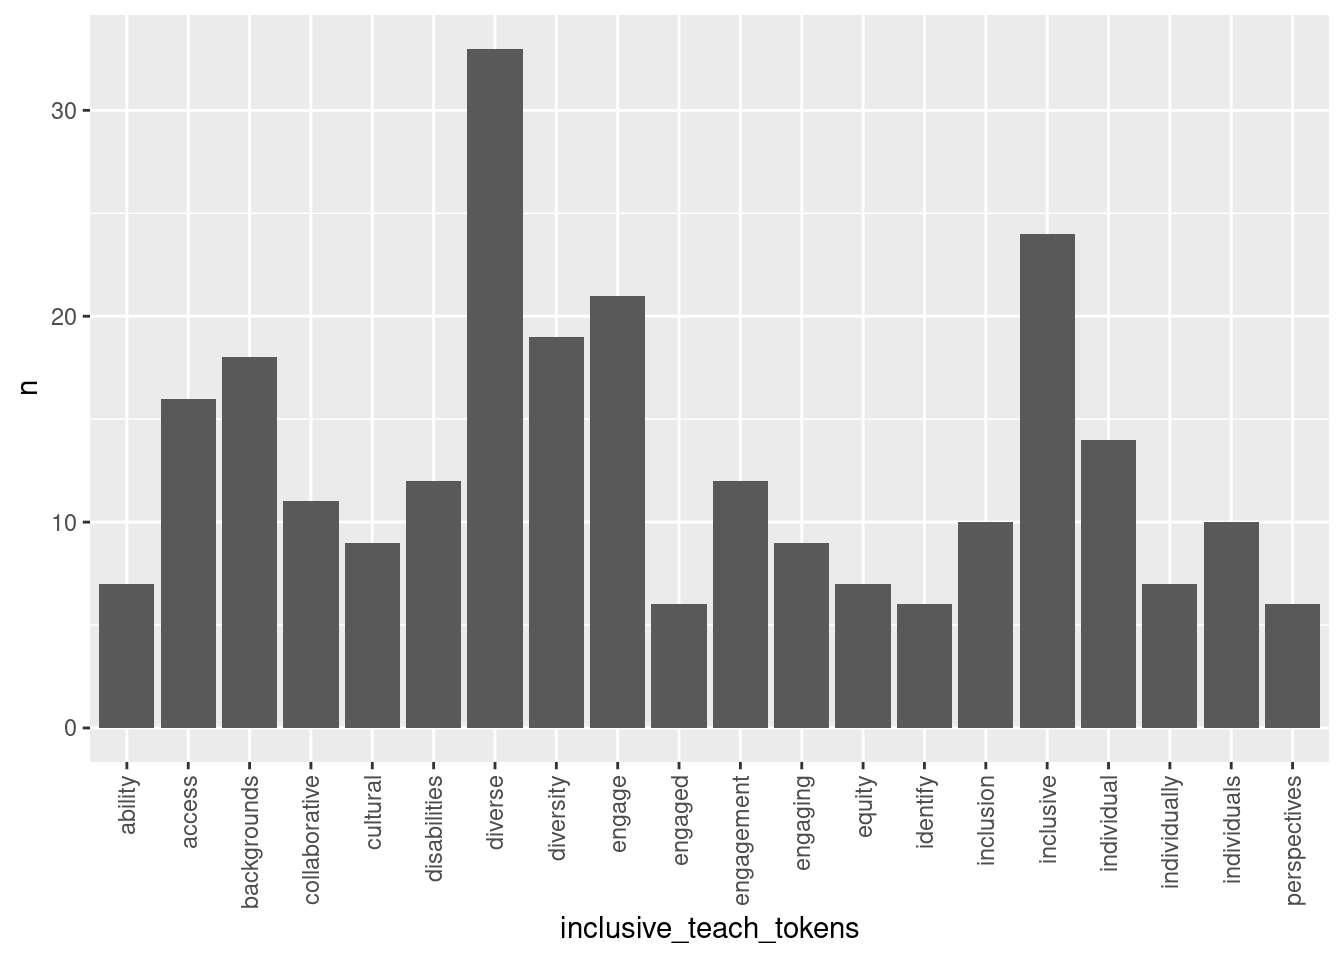 30
20
10
0
n
ability
access
backgrounds
collaborative
cultural
disabilities
diverse
diversity
engage
engaged
engagement
engaging
equity
identify
inclusion
inclusive
individual
individually
individuals
perspectives
inclusive_teach_tokens